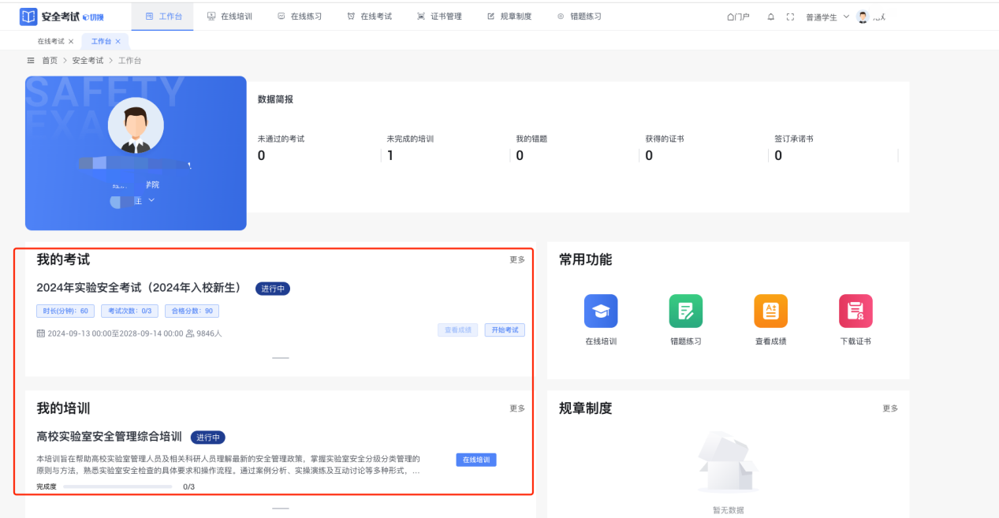 安全考试 切换 工作台 在线培训 在线练习 在线考试 证书管理 规章制度 错题练习 门户 普通学生
在线考试 × 工作台 ×
首页 > 安全考试 > 工作台
SAFETY
EXA
学院
数据简报
未通过的考试 未完成的培训 我的错题 获得的证书 签订承诺书
0 1 0 0 0
我的考试 更多
2024年实验安全考试（2024年入校新生） 进行中
时长(分钟)：60 考试次数：0/3 合格分数：90
2024-09-13 00:00至2028-09-14 00:00 9846人
查看成绩 开始考试
常用功能
在线培训 错题练习 查看成绩 下载证书
我的培训 更多
高校实验室安全管理综合培训 进行中
本培训旨在帮助高校实验室管理人员及相关科研人员理解最新的安全管理政策，掌握实验室安全分级分类管理的
原则与方法，熟悉实验室安全检查的具体要求和操作流程。通过案例分析、实操演练及互动讨论等多种形式，...
在线培训
完成度 0/3
规章制度 更多
暂无数据